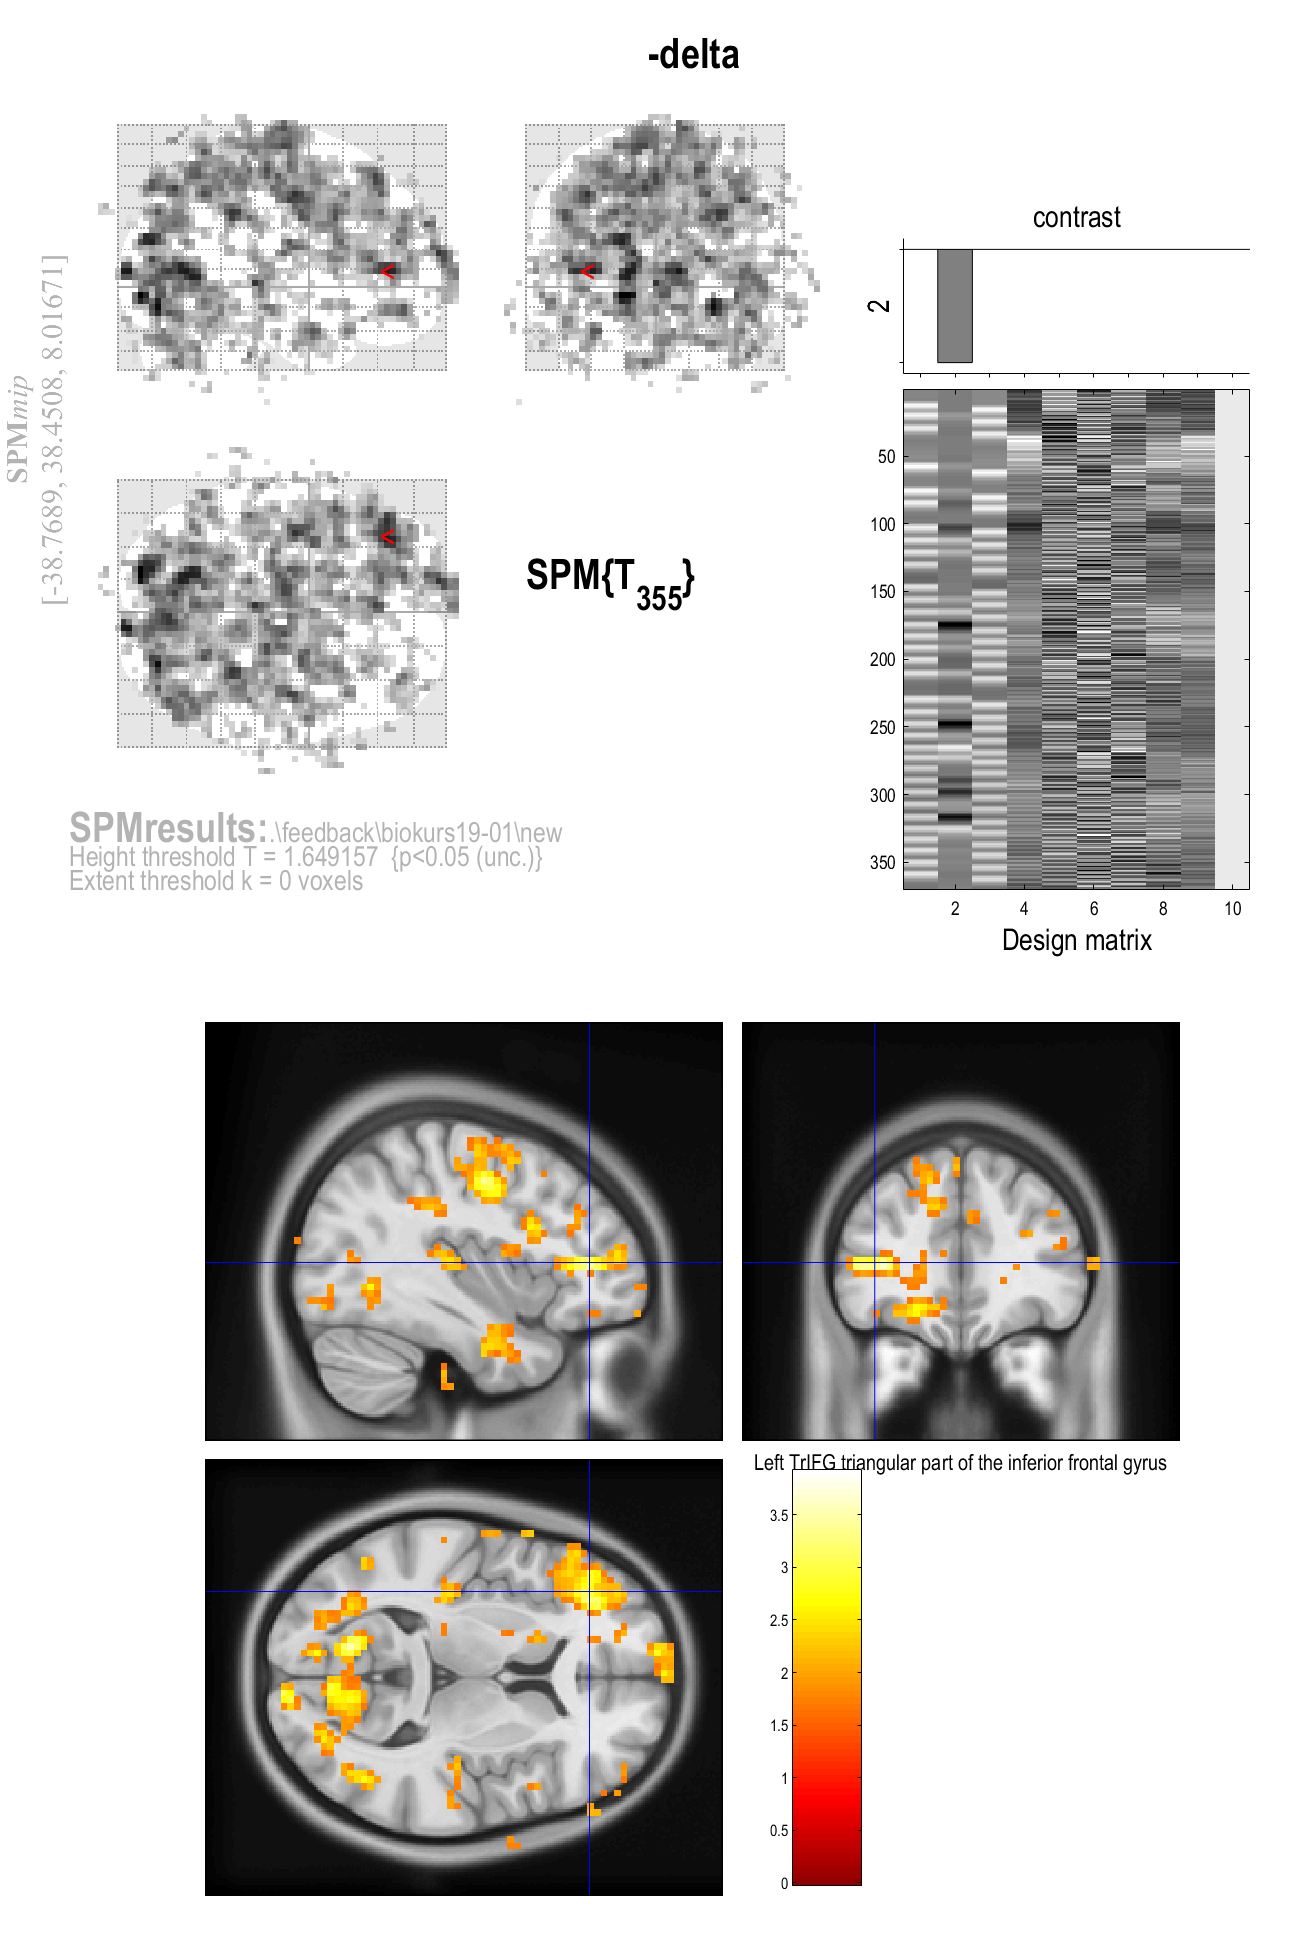 -delta
SPMmip
[-38.7689, 38.4508, 8.01671]
SPM{T355}
SPMresults:.\feedback\biokurs19-01\new
Height threshold T = 1.649157 {p<0.05 (unc.)}
Extent threshold k = 0 voxels
contrast
2
50
100
150
200
250
300
350
2 4 6 8 10
Design matrix
Left TrIFG triangular part of the inferior frontal gyrus
3.5
3
2.5
2
1.5
1
0.5
0